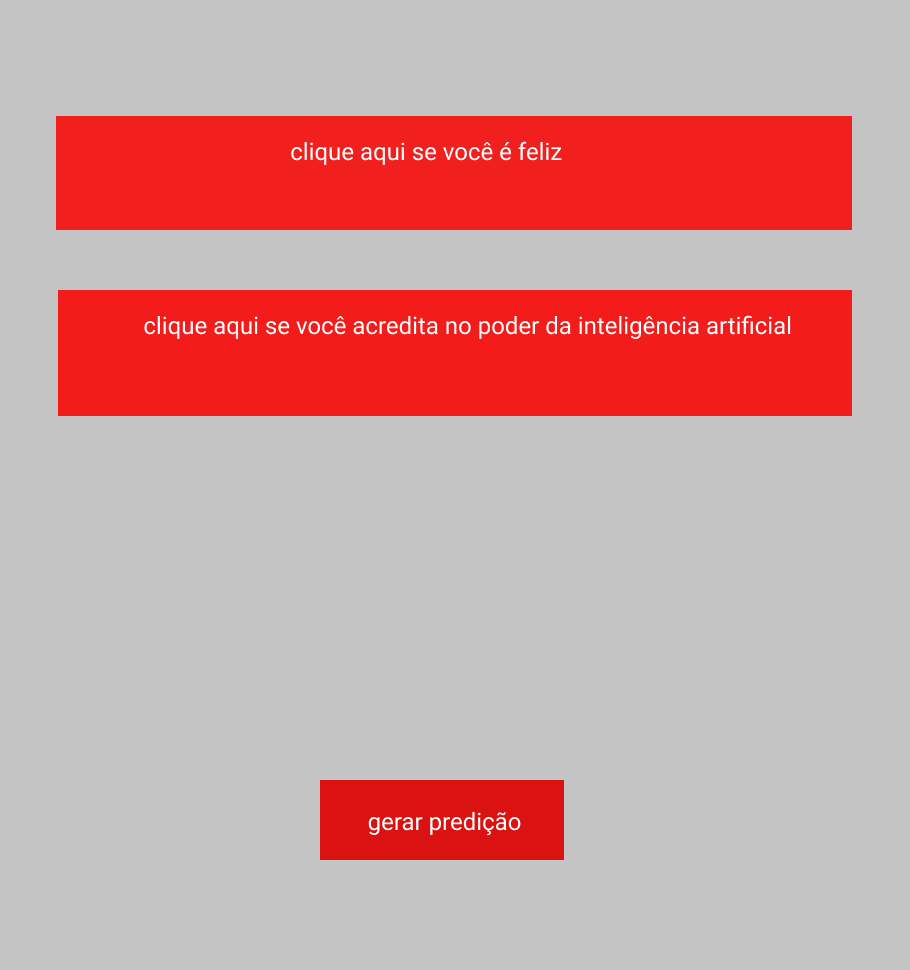 clique aqui se você é feliz
clique aqui se você acredita no poder da inteligência artificial
gerar predição